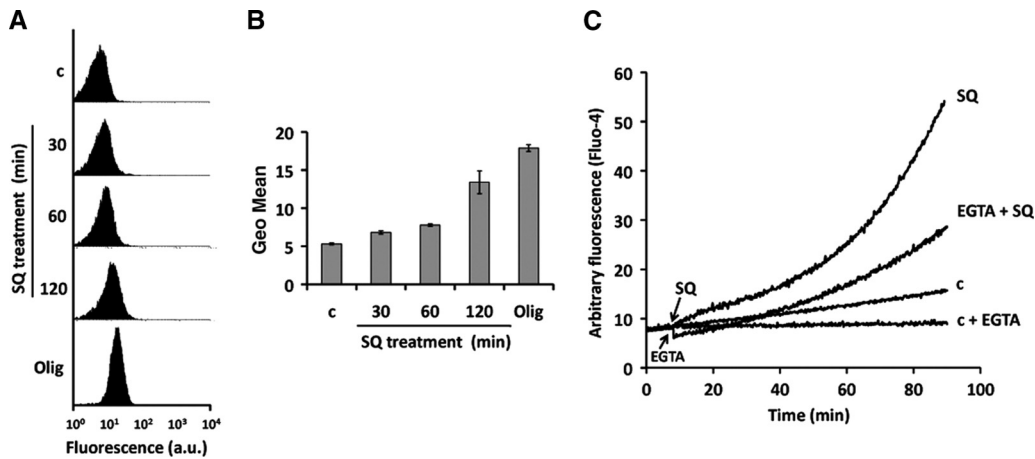 A
c
30
60
120
Olig
SQ treatment (min)
10⁰ 10¹ 10² 10³ 10⁴
Fluorescence (a.u.)
B
Geo Mean
20
15
10
5
0
c 30 60 120 Olig
SQ treatment (min)
C
Arbitrary fluorescence (Fluo-4)
60
50
40
30
20
10
0
SQ
EGTA + SQ
c
c + EGTA
SQ
EGTA
0 20 40 60 80 100
Time (min)